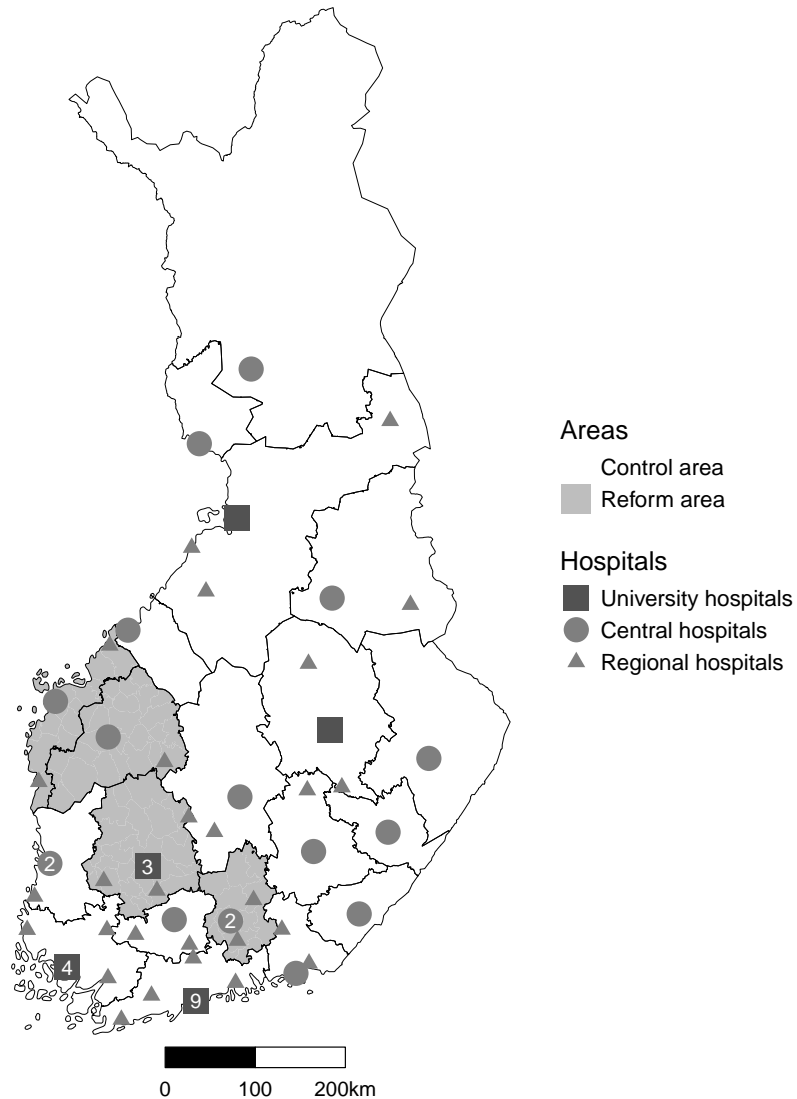 Areas
Control area
Reform area
Hospitals
University hospitals
Central hospitals
Regional hospitals
2
3
2
4
9
0 100 200km